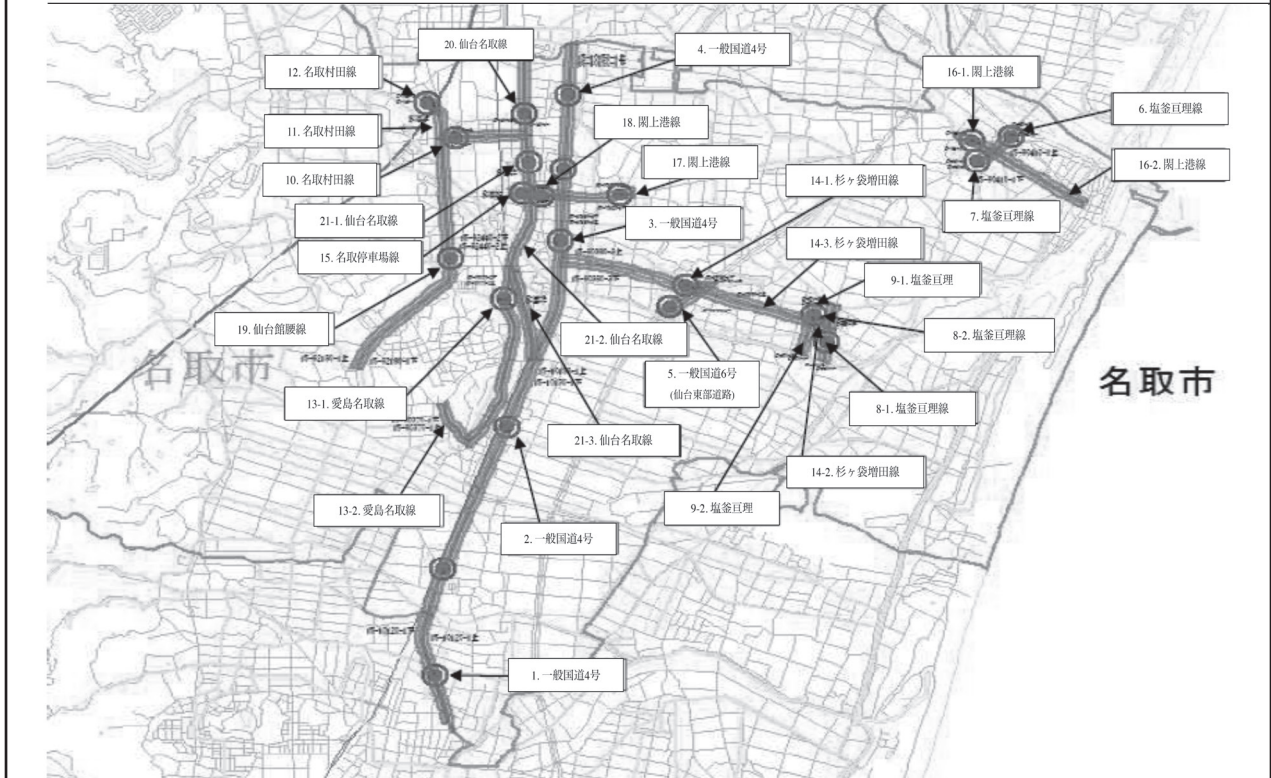 20. 仙台名取線
4. 一般国道4号
12. 名取村田線
16-1. 閖上港線
6. 塩釜亘理線
11. 名取村田線
18. 閖上港線
17. 閖上港線
16-2. 閖上港線
10. 名取村田線
14-1. 杉ヶ袋増田線
7. 塩釜亘理線
21-1. 仙台名取線
3. 一般国道4号
14-3. 杉ヶ袋増田線
15. 名取停車場線
9-1. 塩釜亘理
19. 仙台館腰線
21-2. 仙台名取線
8-2. 塩釜亘理線
名取市
5. 一般国道6号
(仙台東部道路)
名取市
13-1. 愛島名取線
8-1. 塩釜亘理線
21-3. 仙台名取線
14-2. 杉ヶ袋増田線
13-2. 愛島名取線
9-2. 塩釜亘理
2. 一般国道4号
1. 一般国道4号